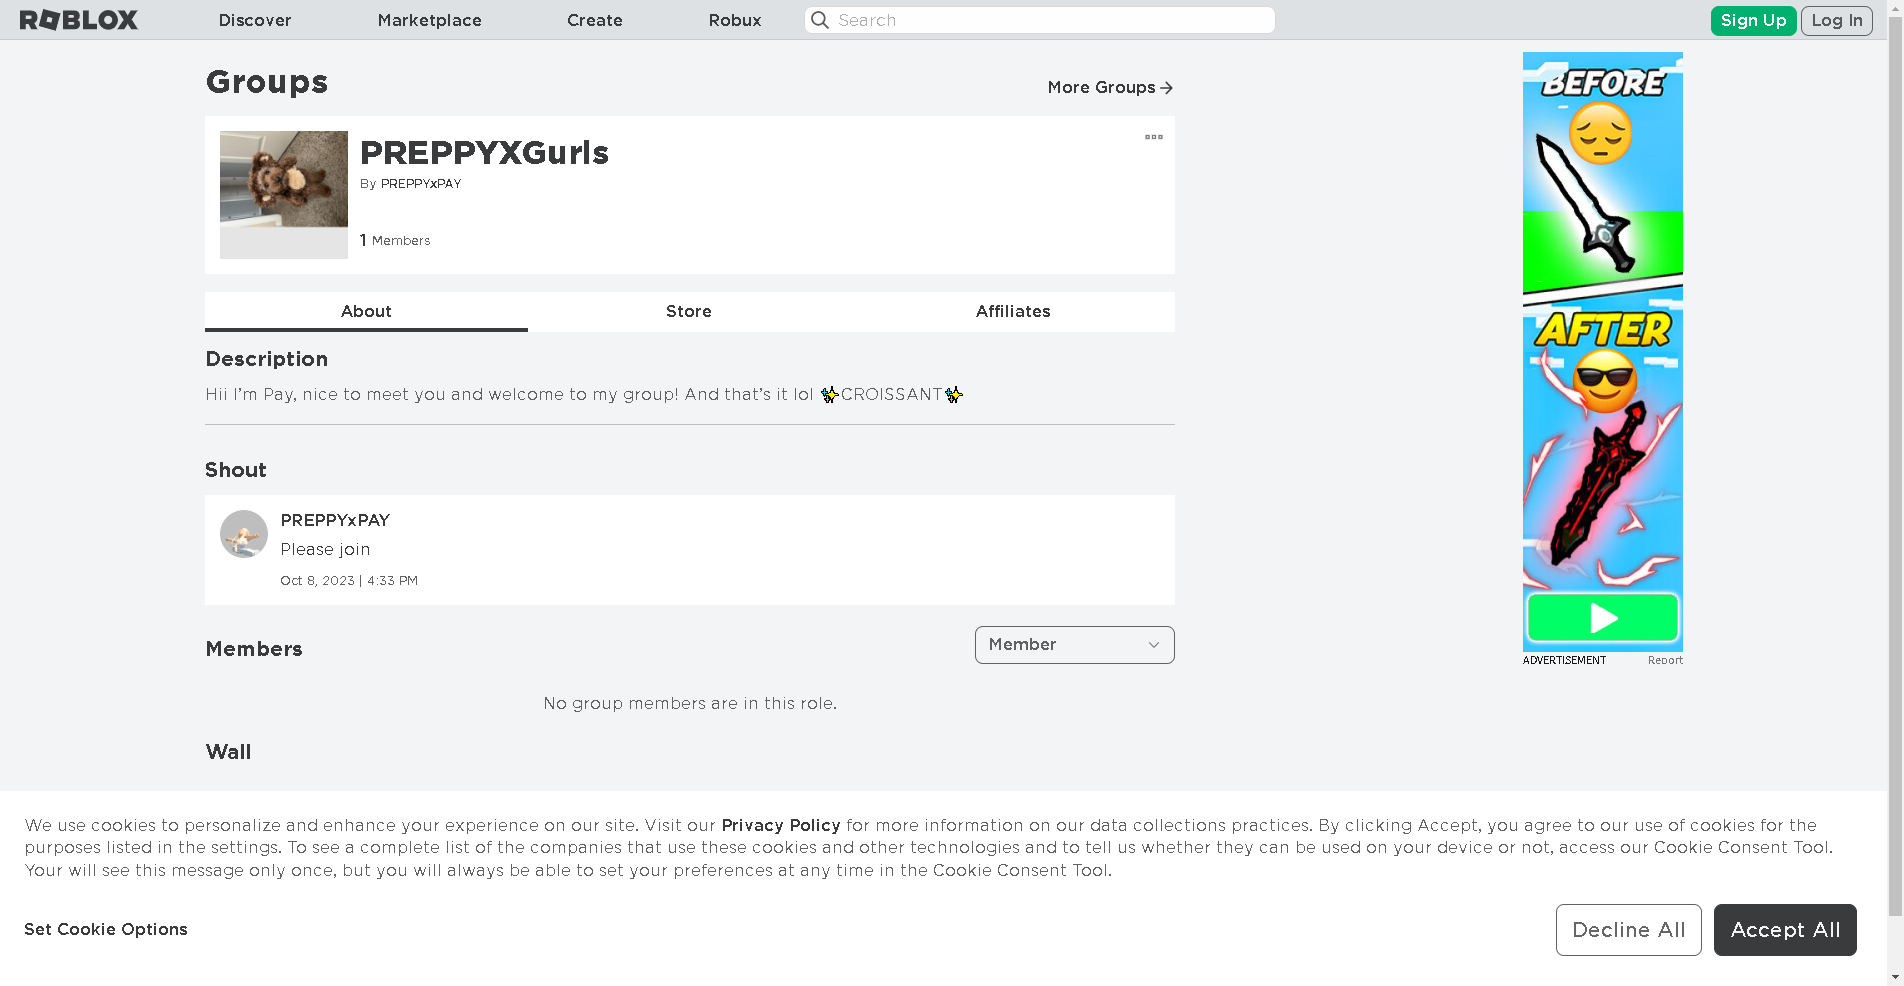 ROBLOX
Discover
Marketplace
Create
Robux
Search
Sign Up
Log In
Groups
More Groups
PREPPYXGurls
By PREPPYxPAY
1 Members
About
Store
Affiliates
Description
Hii I'm Pay, nice to meet you and welcome to my group! And that's it lol ✨CROISSANT✨
Shout
PREPPYxPAY
Please join
Oct 8, 2023 | 4:33 PM
Members
Member
No group members are in this role.
Wall
BEFORE
AFTER
ADVERTISEMENT
Report
We use cookies to personalize and enhance your experience on our site. Visit our Privacy Policy for more information on our data collections practices. By clicking Accept, you agree to our use of cookies for the
purposes listed in the settings. To see a complete list of the companies that use these cookies and other technologies and to tell us whether they can be used on your device or not, access our Cookie Consent Tool.
Your will see this message only once, but you will always be able to set your preferences at any time in the Cookie Consent Tool.
Set Cookie Options
Decline All
Accept All